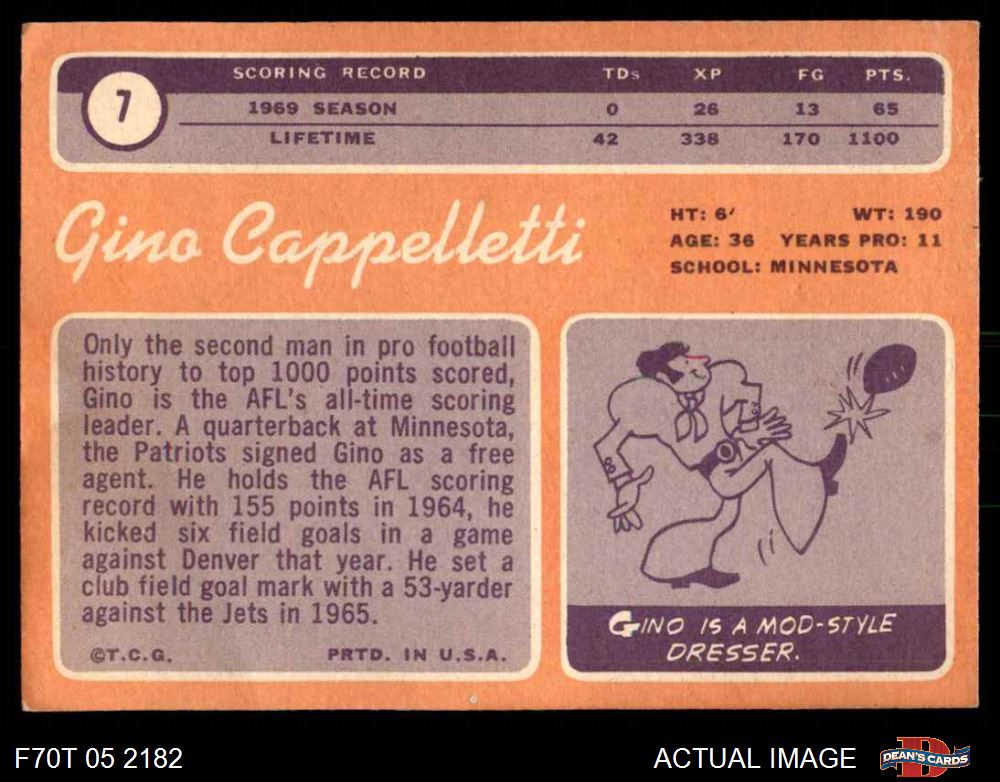 7
SCORING RECORD TDs XP FG PTS.
1969 SEASON 0 26 13 65
LIFETIME 42 338 170 1100
Gino Cappelletti
HT: 6' WT: 190
AGE: 36 YEARS PRO: 11
SCHOOL: MINNESOTA
Only the second man in pro football
history to top 1000 points scored,
Gino is the AFL's all-time scoring
leader. A quarterback at Minnesota,
the Patriots signed Gino as a free
agent. He holds the AFL scoring
record with 155 points in 1964, he
kicked six field goals in a game
against Denver that year. He set a
club field goal mark with a 53-yarder
against the Jets in 1965.
©T.C.G. PRTD. IN U.S.A.
GINO IS A MOD-STYLE
DRESSER.
F70T 05 2182 ACTUAL IMAGE DEAN'S CARDS